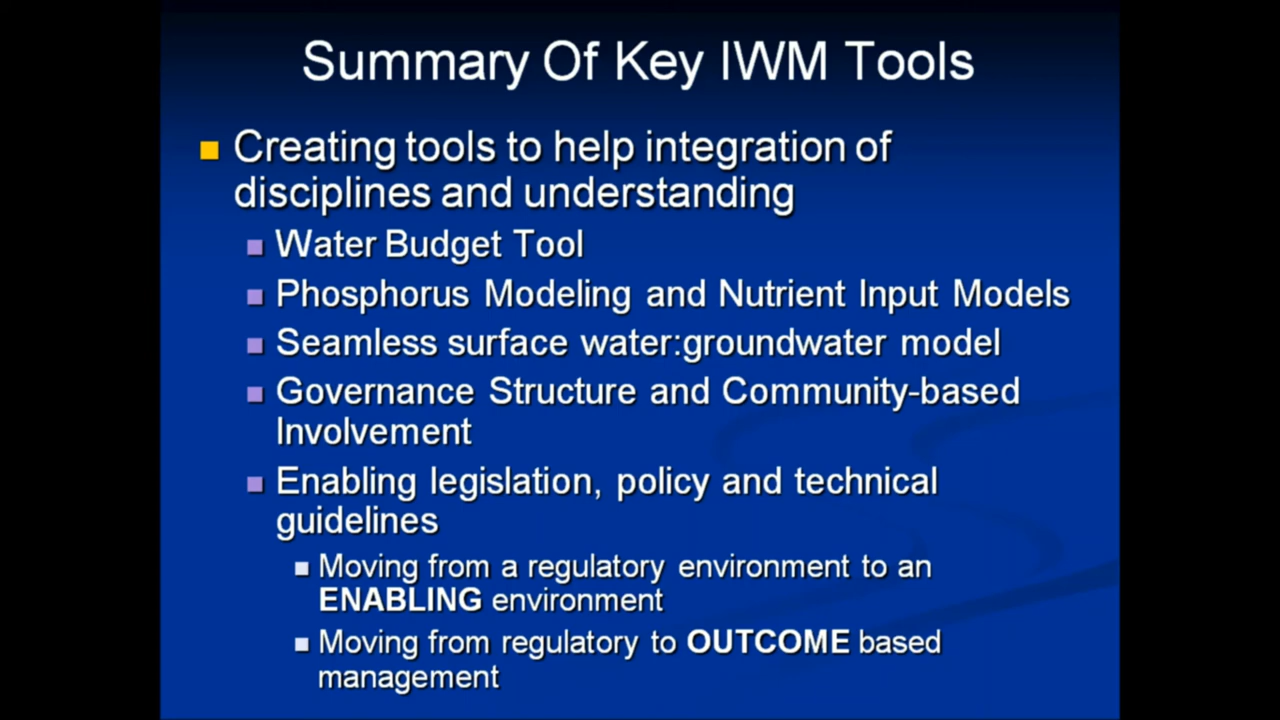 Summary Of Key IWM Tools
Creating tools to help integration of
disciplines and understanding
Water Budget Tool
Phosphorus Modeling and Nutrient Input Models
Seamless surface water:groundwater model
Governance Structure and Community-based
Involvement
Enabling legislation, policy and technical
guidelines
Moving from a regulatory environment to an
ENABLING environment
Moving from regulatory to OUTCOME based
management